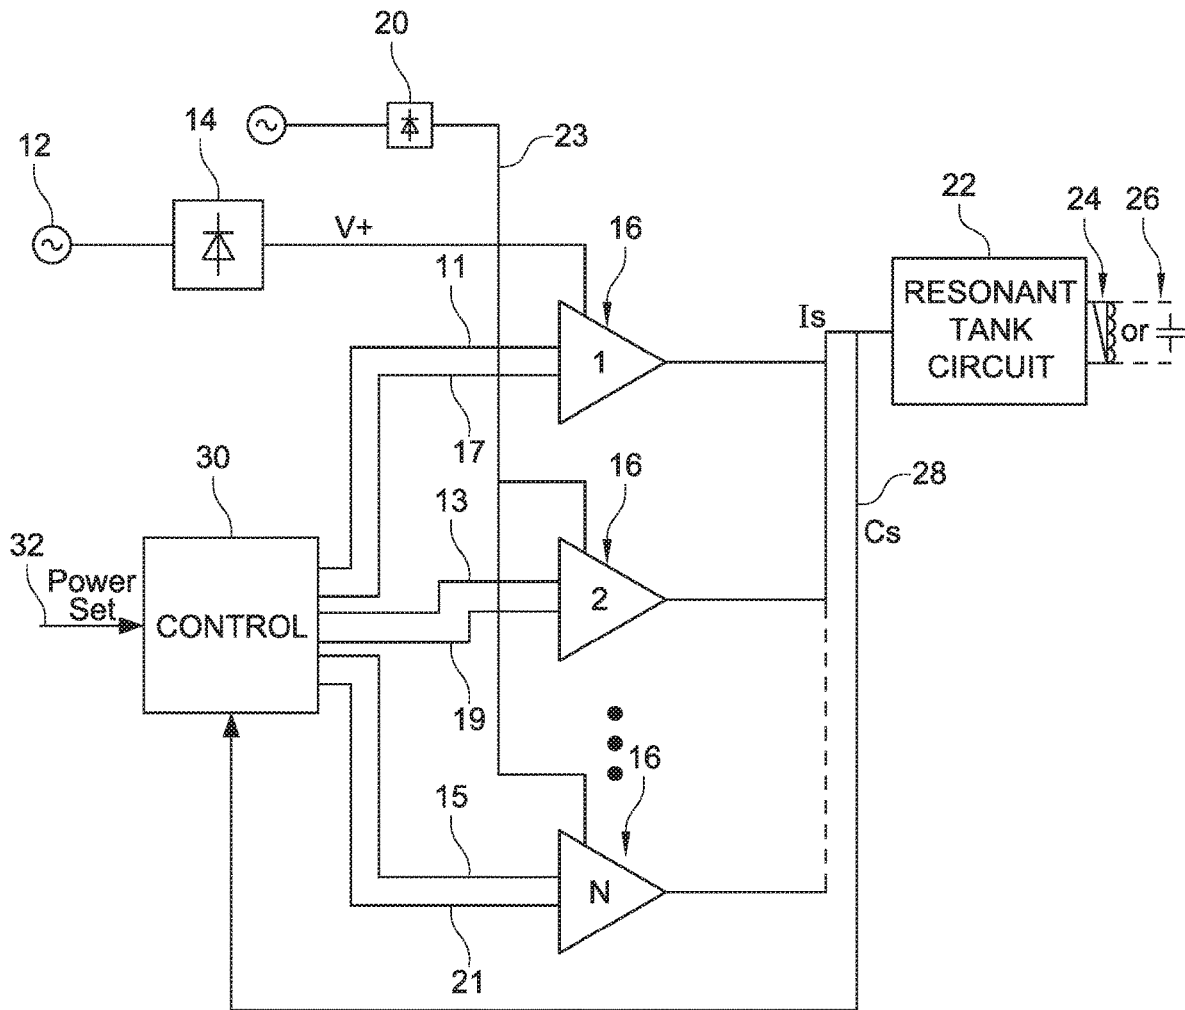 20
14
23
12
V+
16
22
24
26
11
Is
RESONANT
TANK
CIRCUIT
or
1
17
30
16
13
28
Cs
32
Power
Set
CONTROL
2
19
16
15
N
21